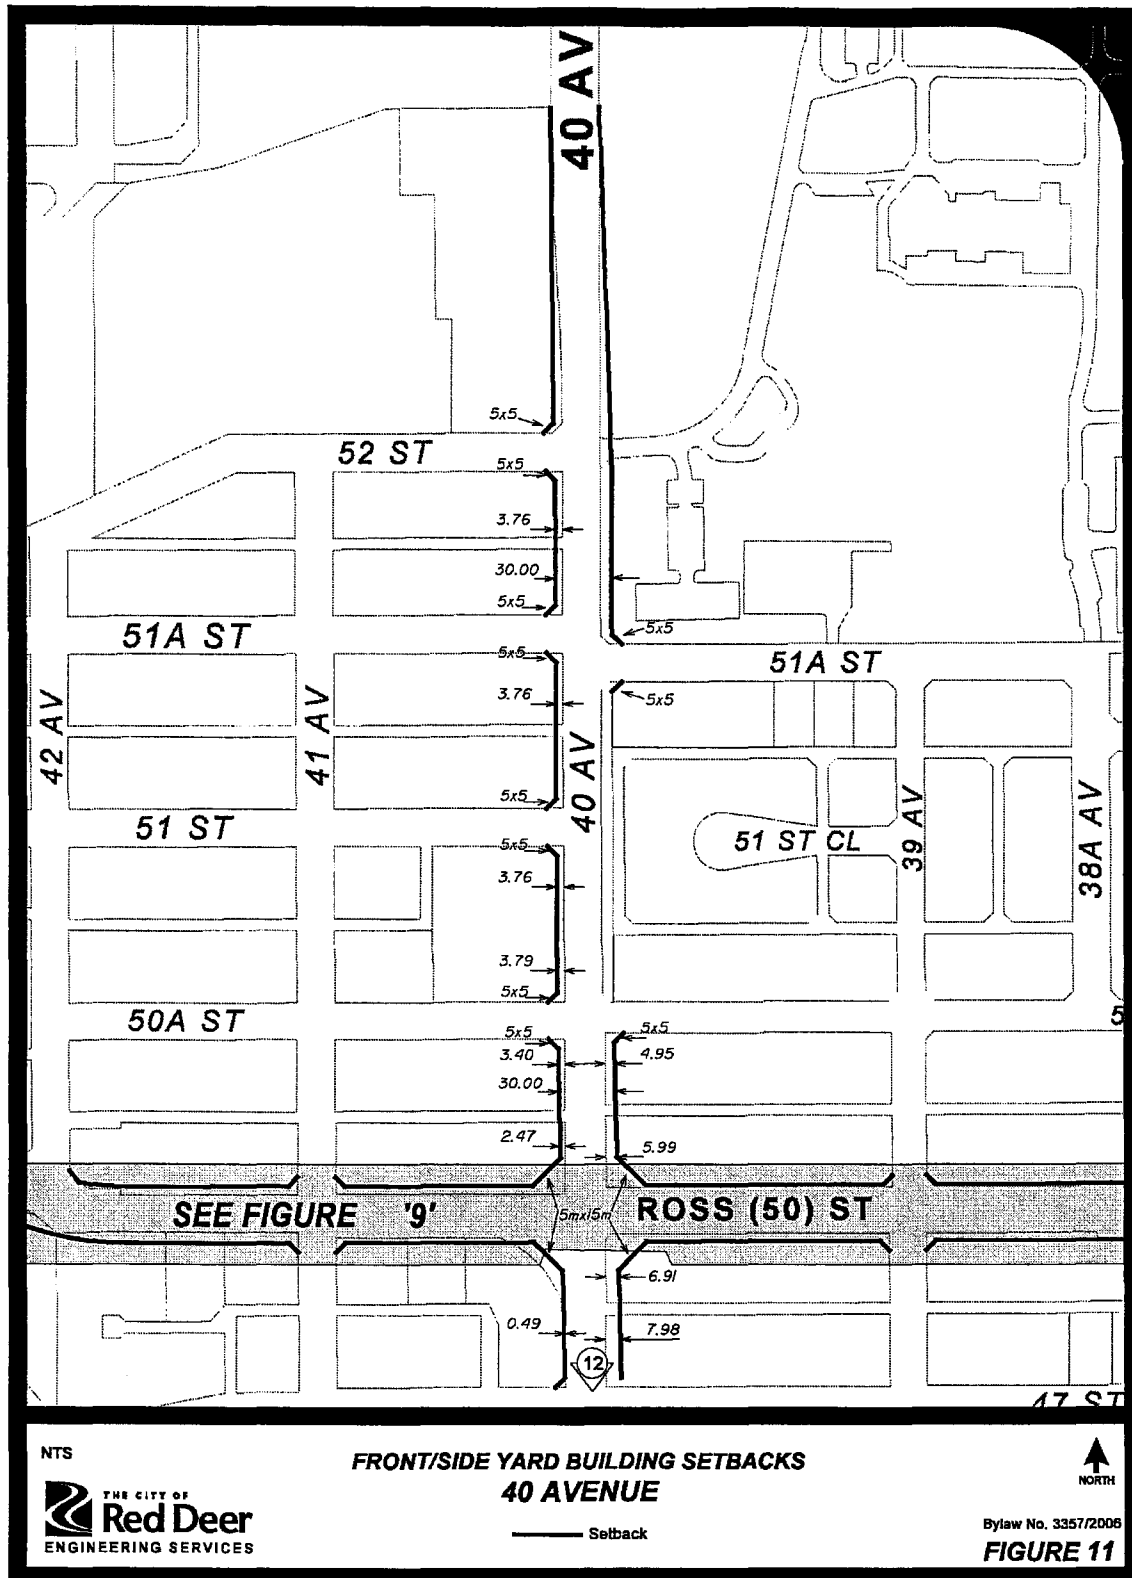 40 AV
5x5
52 ST
5x5
3.76
30.00
5x5
51A ST
5x5
5x5
51A ST
3.76
5x5
42 AV
41 AV
40 AV
5x5
51 ST
5x5
51 ST CL
39 AV
38A AV
3.76
3.79
5x5
50A ST
5x5
5x5
5
3.40
4.95
30.00
2.47
5.99
SEE FIGURE '9'
5mx15m
ROSS (50) ST
6.91
0.49
7.98
12
47 ST
NTS
FRONT/SIDE YARD BUILDING SETBACKS
40 AVENUE
NORTH
THE CITY OF
Red Deer
ENGINEERING SERVICES
Setback
Bylaw No. 3357/2006
FIGURE 11